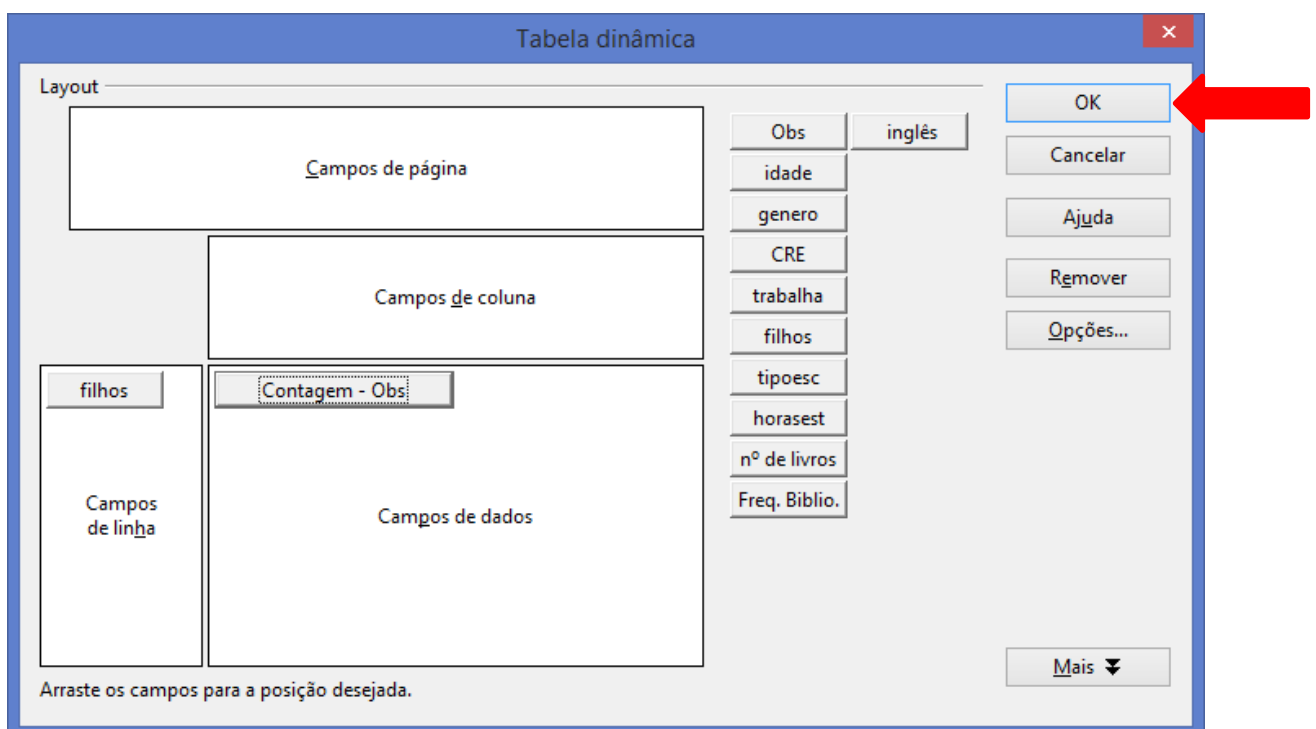 Tabela dinâmica
Layout
Campos de página
Campos de coluna
filhos
Campos
de linha
Contagem - Obs
Campos de dados
Obs inglês
idade
genero
CRE
trabalha
filhos
tipoesc
horasest
nº de livros
Freq. Biblio.
OK
Cancelar
Ajuda
Remover
Opções...
Mais
Arraste os campos para a posição desejada.